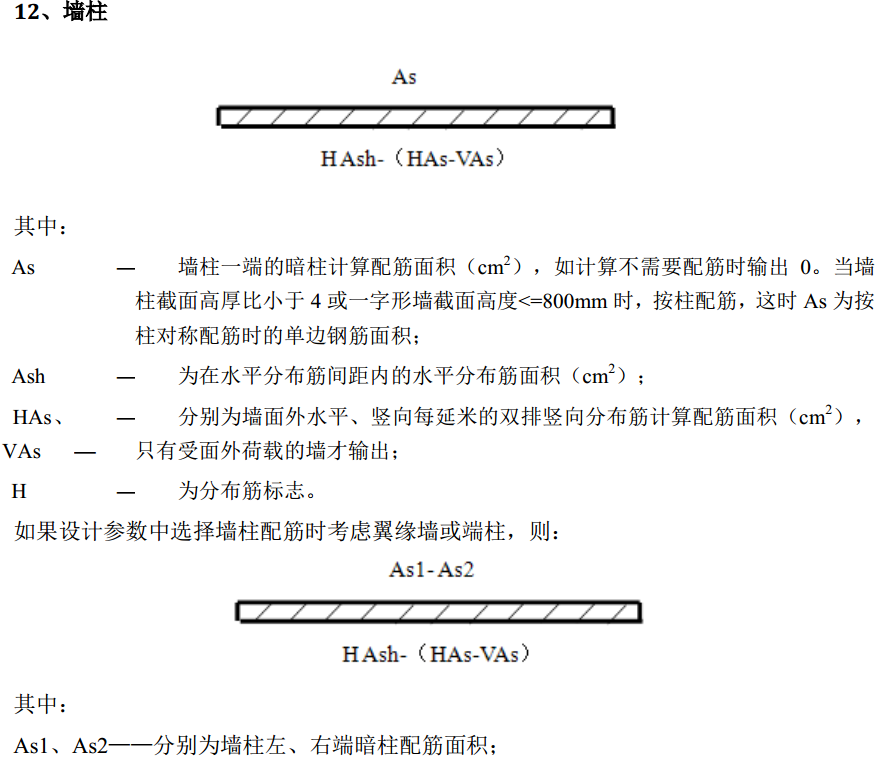 12、墙柱
As
HAsh-（HAs-VAs）
其中：
As — 墙柱一端的暗柱计算配筋面积（cm²），如计算不需要配筋时输出 0。当墙
柱截面高厚比小于 4 或一字形墙截面高度<=800mm 时，按柱配筋，这时 As 为按
柱对称配筋时的单边钢筋面积；
Ash — 为在水平分布筋间距内的水平分布筋面积（cm²）；
HAs、 — 分别为墙面外水平、竖向每延米的双排竖向分布筋计算配筋面积（cm²），
VAs — 只有受面外荷载的墙才输出；
H — 为分布筋标志。
如果设计参数中选择墙柱配筋时考虑翼缘墙或端柱，则：
As1-As2
HAsh-（HAs-VAs）
其中：
As1、As2——分别为墙柱左、右端暗柱配筋面积；